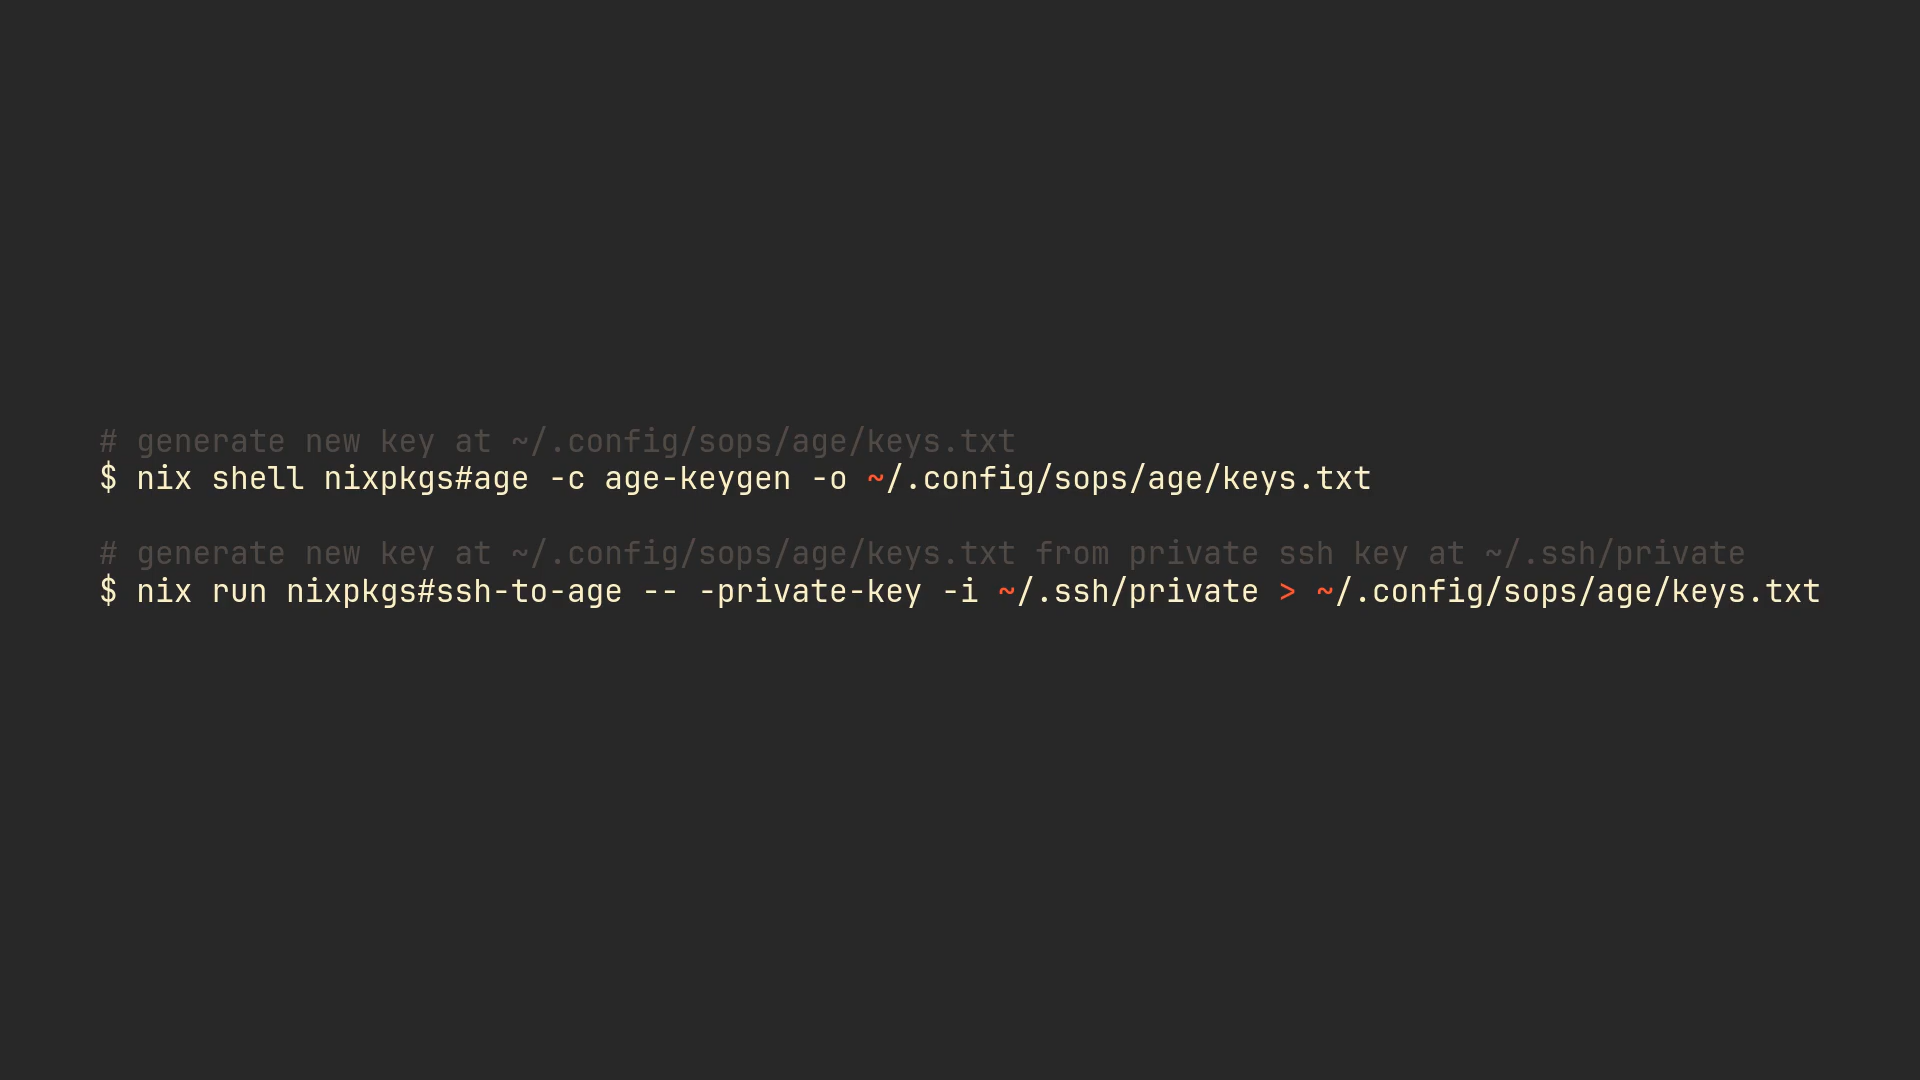 # generate new key at ~/.config/sops/age/keys.txt
$ nix shell nixpkgs#age -c age-keygen -o ~/.config/sops/age/keys.txt
# generate new key at ~/.config/sops/age/keys.txt from private ssh key at ~/.ssh/private
$ nix run nixpkgs#ssh-to-age -- -private-key -i ~/.ssh/private > ~/.config/sops/age/keys.txt